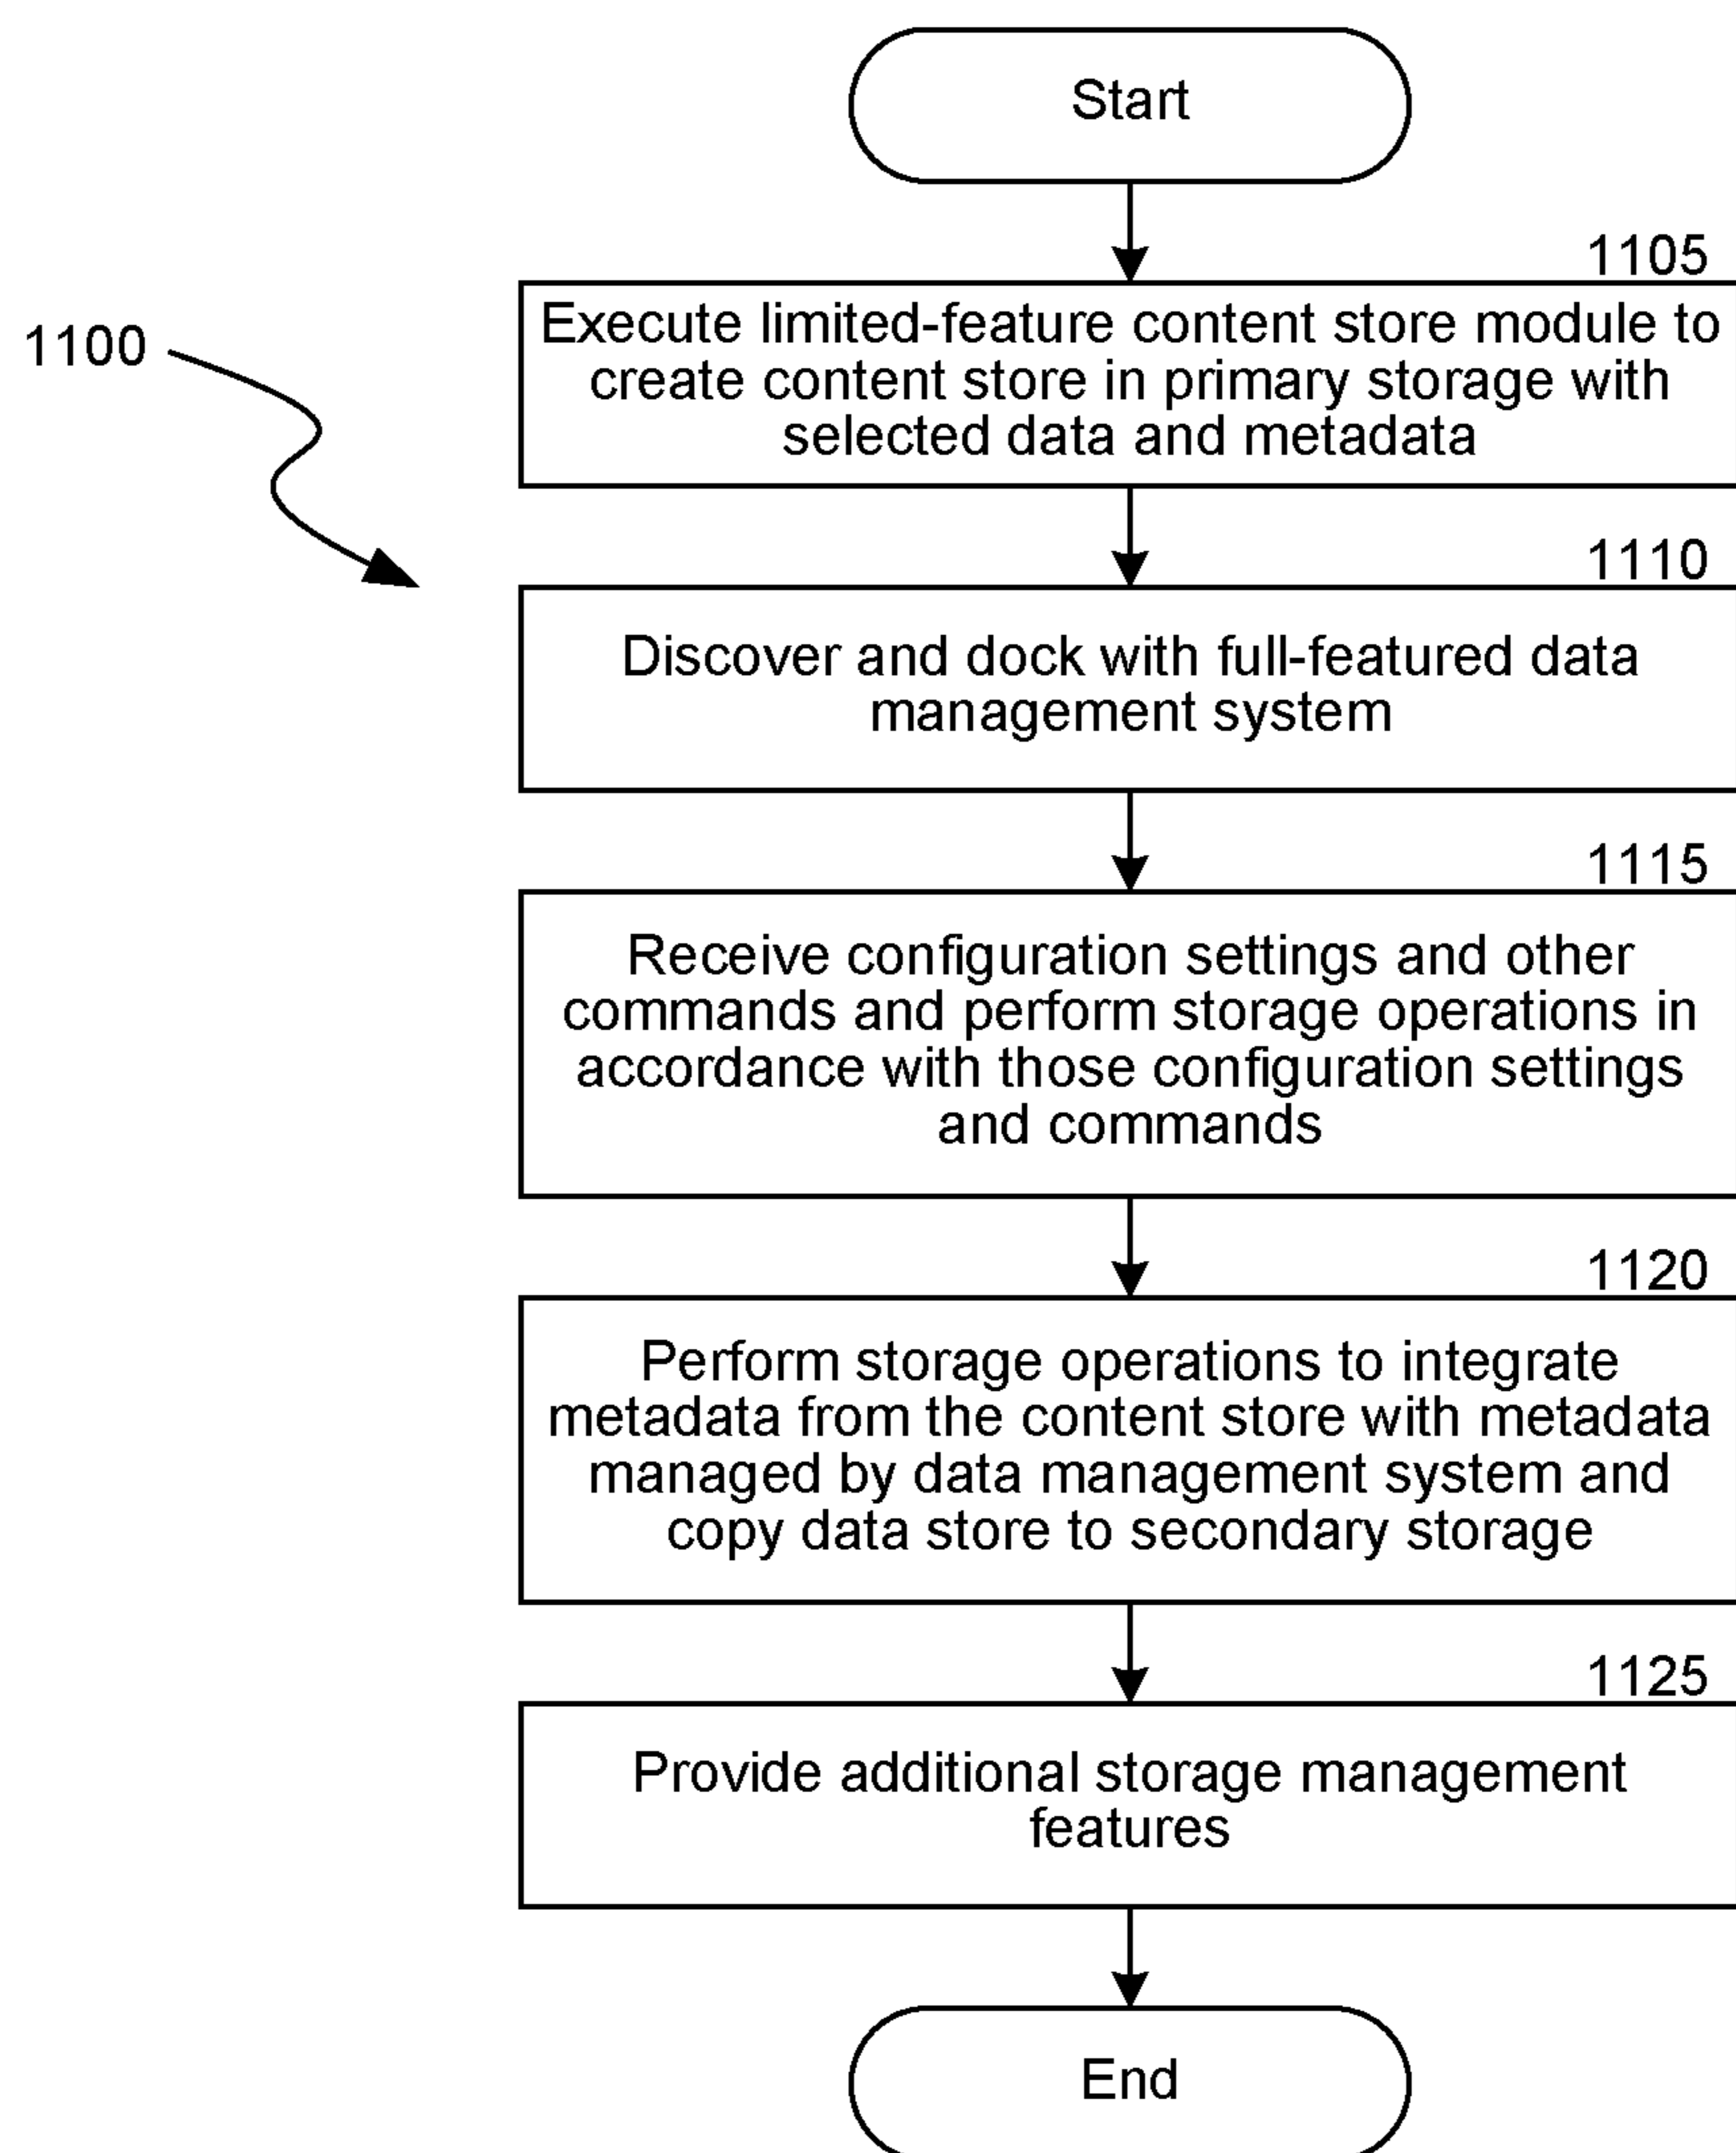 Start
1105
Execute limited-feature content store module to
create content store in primary storage with
selected data and metadata
1100
1110
Discover and dock with full-featured data
management system
1115
Receive configuration settings and other
commands and perform storage operations in
accordance with those configuration settings
and commands
1120
Perform storage operations to integrate
metadata from the content store with metadata
managed by data management system and
copy data store to secondary storage
1125
Provide additional storage management
features
End